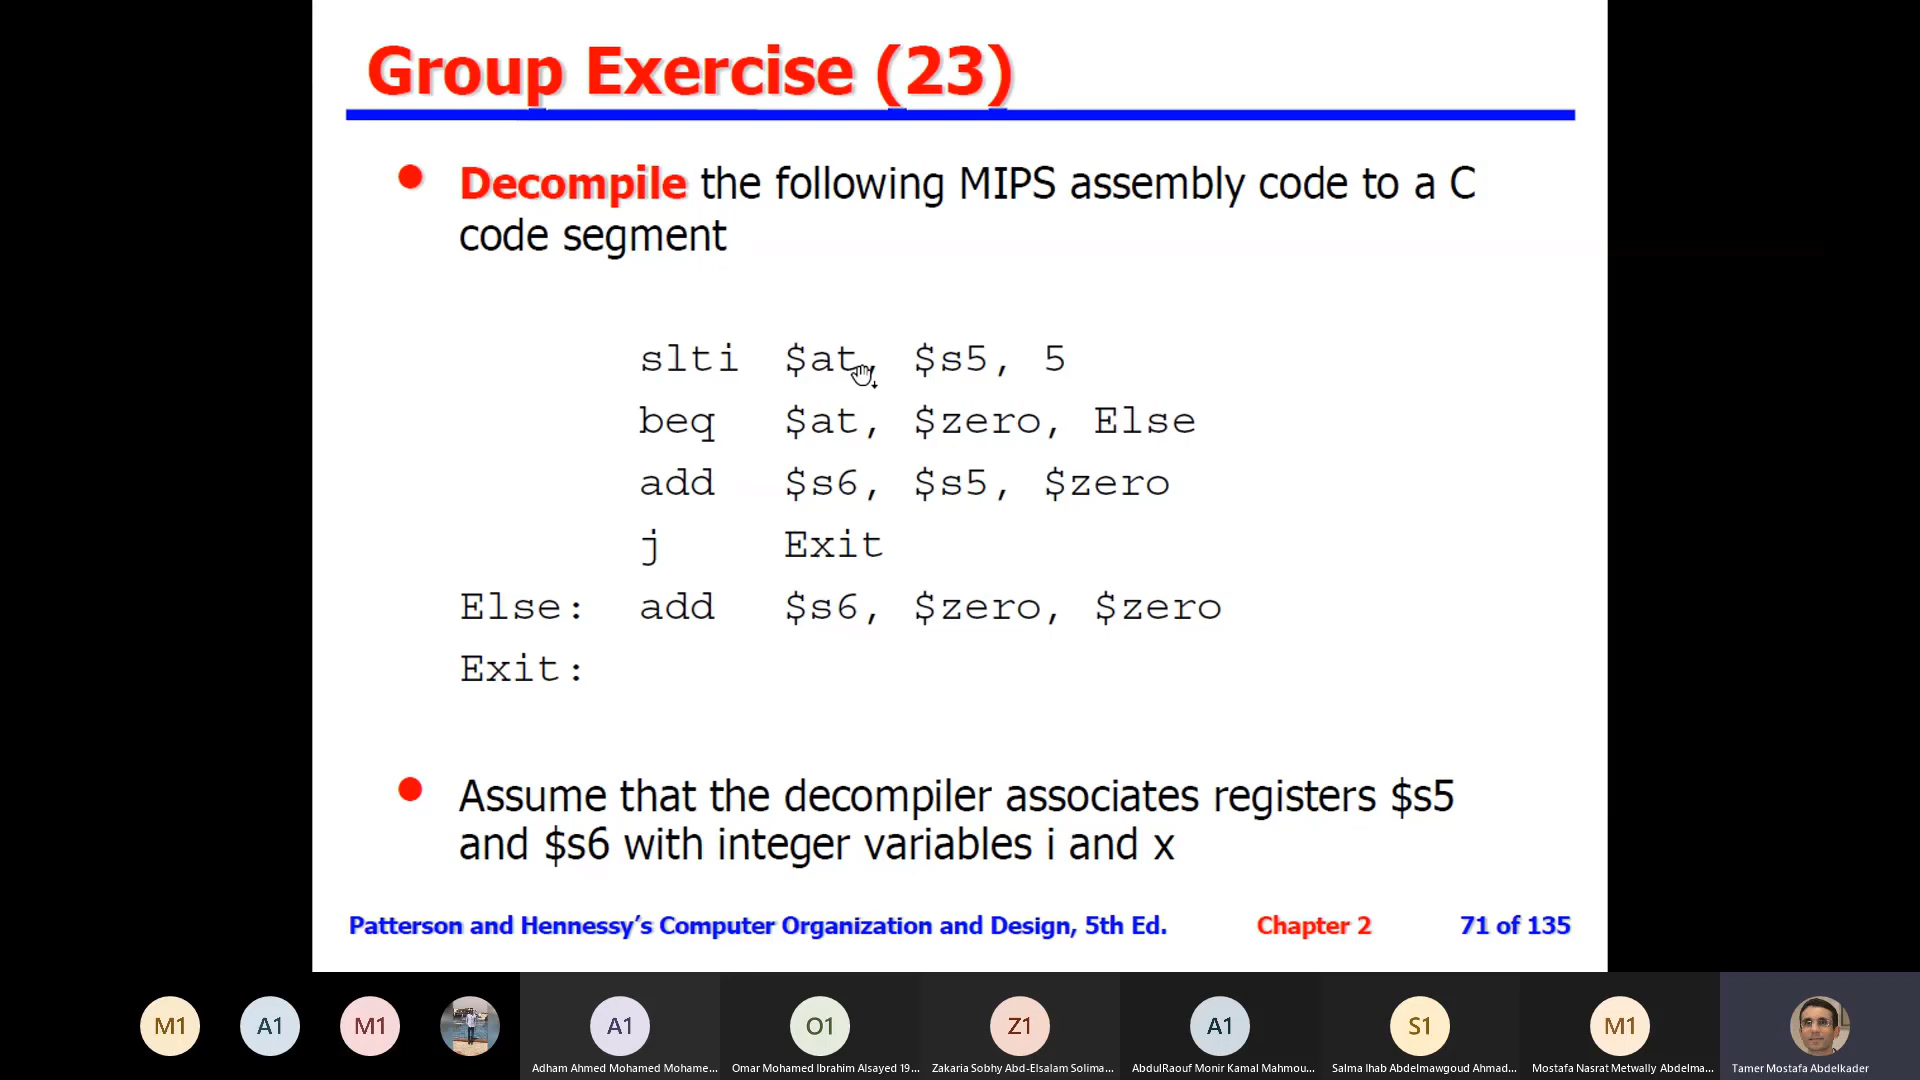 Group Exercise (23)
Decompile the following MIPS assembly code to a C
code segment
slti $at, $s5, 5
beq $at, $zero, Else
add $s6, $s5, $zero
j Exit
Else: add $s6, $zero, $zero
Exit:
Assume that the decompiler associates registers $s5
and $s6 with integer variables i and x
Patterson and Hennessy's Computer Organization and Design, 5th Ed. Chapter 2 71 of 135
M1 A1 M1 A1 O1 Z1 A1 S1 M1
Adham Ahmed Mohamed Mohame... Omar Mohamed Ibrahim Alsayed 19... Zakaria Sobhy Abd-Elsalam Solima... AbdulRaouf Monir Kamal Mahmou... Salma Ihab Abdelmawgoud Ahmad... Mostafa Nasrat Metwally Abdelma... Tamer Mostafa Abdelkader